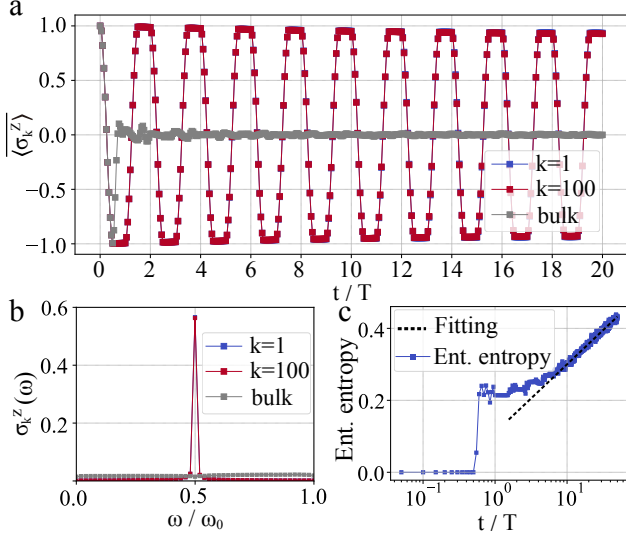 a
1.0
0.5
0.0
−0.5
−1.0
⟨σₖᶻ⟩
k=1
k=100
bulk
0 2 4 6 8 10 12 14 16 18 20
t / T
b
0.6
0.4
0.2
σₖᶻ(ω)
k=1
k=100
bulk
0.0 0.5 1.0
ω / ω₀
c
0.4
0.2
0.0
Ent. entropy
Fitting
Ent. entropy
10⁻¹ 10⁰ 10¹
t / T